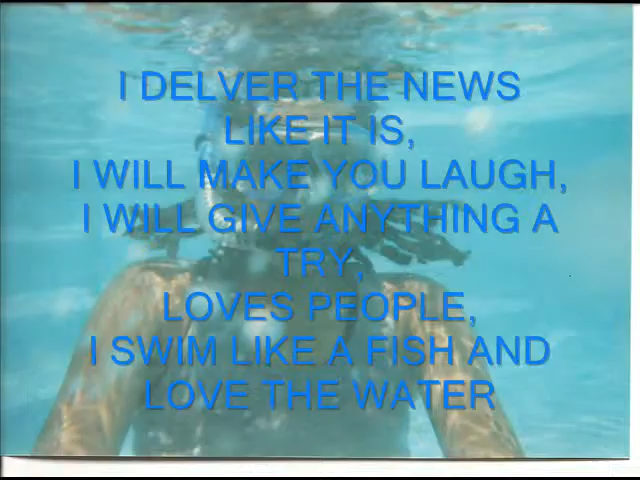 I DELVER THE NEWS
LIKE IT IS,
I WILL MAKE YOU LAUGH,
I WILL GIVE ANYTHING A
TRY,
LOVES PEOPLE,
I SWIM LIKE A FISH AND
LOVE THE WATER